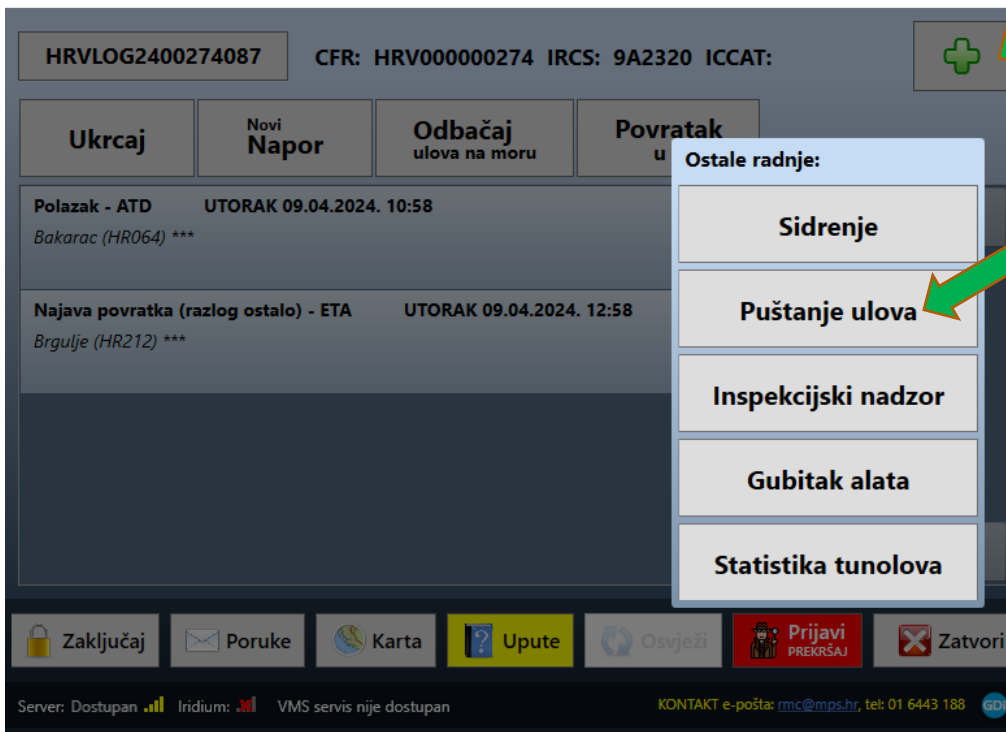 HRVLOG2400274087 CFR: HRV000000274 IRCS: 9A2320 ICCAT:
Ukrcaj
Novi
Napor
Odbačaj
ulova na moru
Povratak
u
Ostale radnje:
Sidrenje
Puštanje ulova
Inspekcijski nadzor
Gubitak alata
Statistika tunolova
Polazak - ATD UTORAK 09.04.2024. 10:58
Bakarac (HR064) ***
Najava povratka (razlog ostalo) - ETA UTORAK 09.04.2024. 12:58
Brgulje (HR212) ***
Zaključaj
Poruke
Karta
Upute
Osvježi
Prijavi
PREKRŠAJ
Zatvori
Server: Dostupan Iridium: VMS servis nije dostupan KONTAKT e-pošta: rmc@mps.hr, tel: 01 6443 188 GDi